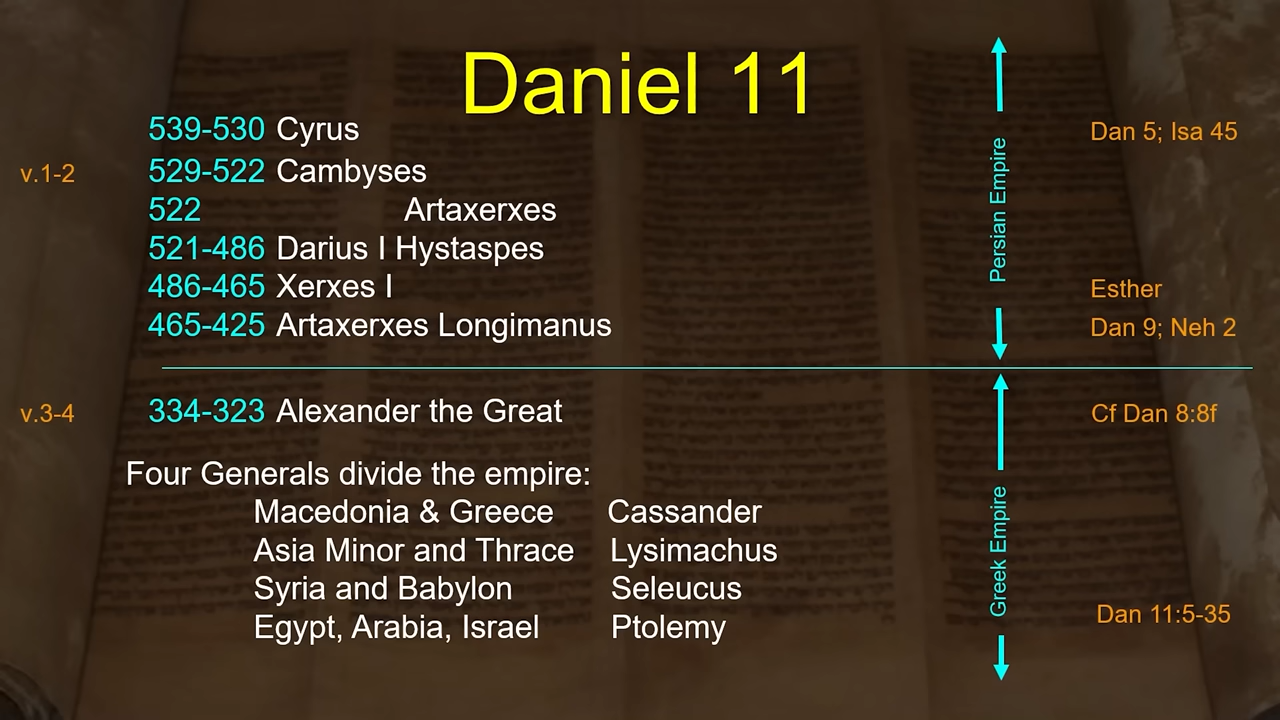 Daniel 11
539-530 Cyrus Dan 5; Isa 45
v.1-2 529-522 Cambyses
522 Artaxerxes
521-486 Darius I Hystaspes
486-465 Xerxes I Esther
465-425 Artaxerxes Longimanus Dan 9; Neh 2
Persian Empire
v.3-4 334-323 Alexander the Great Cf Dan 8:8f
Four Generals divide the empire:
Macedonia & Greece Cassander
Asia Minor and Thrace Lysimachus
Syria and Babylon Seleucus
Egypt, Arabia, Israel Ptolemy
Greek Empire
Dan 11:5-35